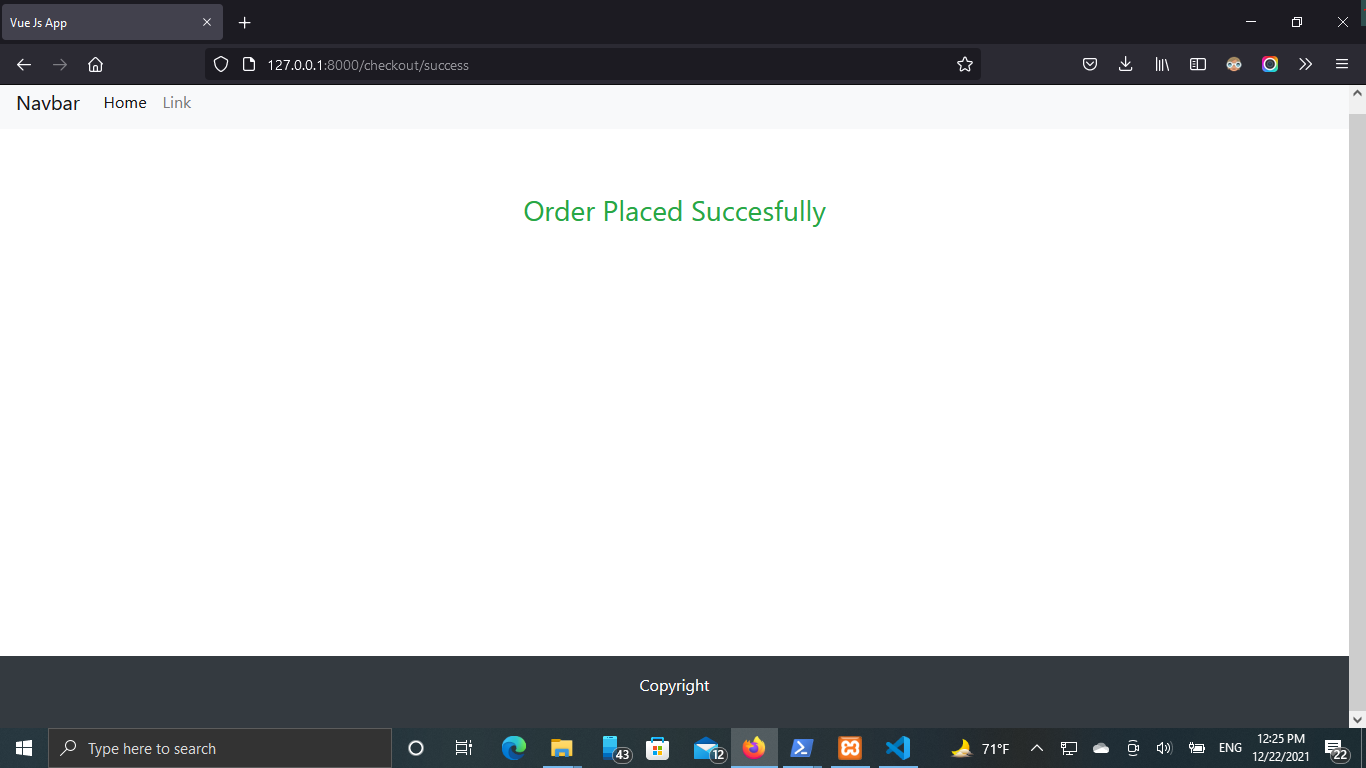 Vue Js App
127.0.0.1:8000/checkout/success
Navbar Home Link
Order Placed Succesfully
Copyright
Type here to search
43
12
71°F
ENG
12:25 PM
12/22/2021
22